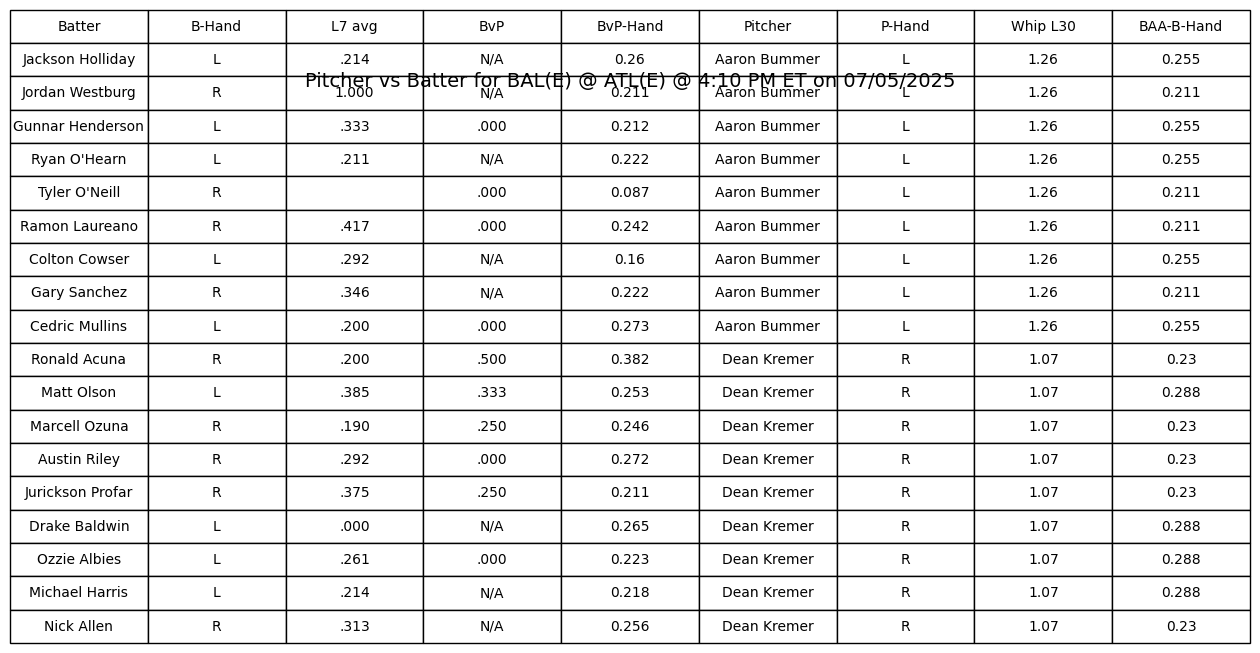 Batter B-Hand L7 avg BvP BvP-Hand Pitcher P-Hand Whip L30 BAA-B-Hand
Jackson Holliday L .214 N/A 0.26 Aaron Bummer L 1.26 0.255
Pitcher vs Batter for BAL(E) @ ATL(E) @ 4:10 PM ET on 07/05/2025
Jordan Westburg R 1.000 N/A 0.211 Aaron Bummer L 1.26 0.211
Gunnar Henderson L .333 .000 0.212 Aaron Bummer L 1.26 0.255
Ryan O'Hearn L .211 N/A 0.222 Aaron Bummer L 1.26 0.255
Tyler O'Neill R .000 0.087 Aaron Bummer L 1.26 0.211
Ramon Laureano R .417 .000 0.242 Aaron Bummer L 1.26 0.211
Colton Cowser L .292 N/A 0.16 Aaron Bummer L 1.26 0.255
Gary Sanchez R .346 N/A 0.222 Aaron Bummer L 1.26 0.211
Cedric Mullins L .200 .000 0.273 Aaron Bummer L 1.26 0.255
Ronald Acuna R .200 .500 0.382 Dean Kremer R 1.07 0.23
Matt Olson L .385 .333 0.253 Dean Kremer R 1.07 0.288
Marcell Ozuna R .190 .250 0.246 Dean Kremer R 1.07 0.23
Austin Riley R .292 .000 0.272 Dean Kremer R 1.07 0.23
Jurickson Profar R .375 .250 0.211 Dean Kremer R 1.07 0.23
Drake Baldwin L .000 N/A 0.265 Dean Kremer R 1.07 0.288
Ozzie Albies L .261 .000 0.223 Dean Kremer R 1.07 0.288
Michael Harris L .214 N/A 0.218 Dean Kremer R 1.07 0.288
Nick Allen R .313 N/A 0.256 Dean Kremer R 1.07 0.23